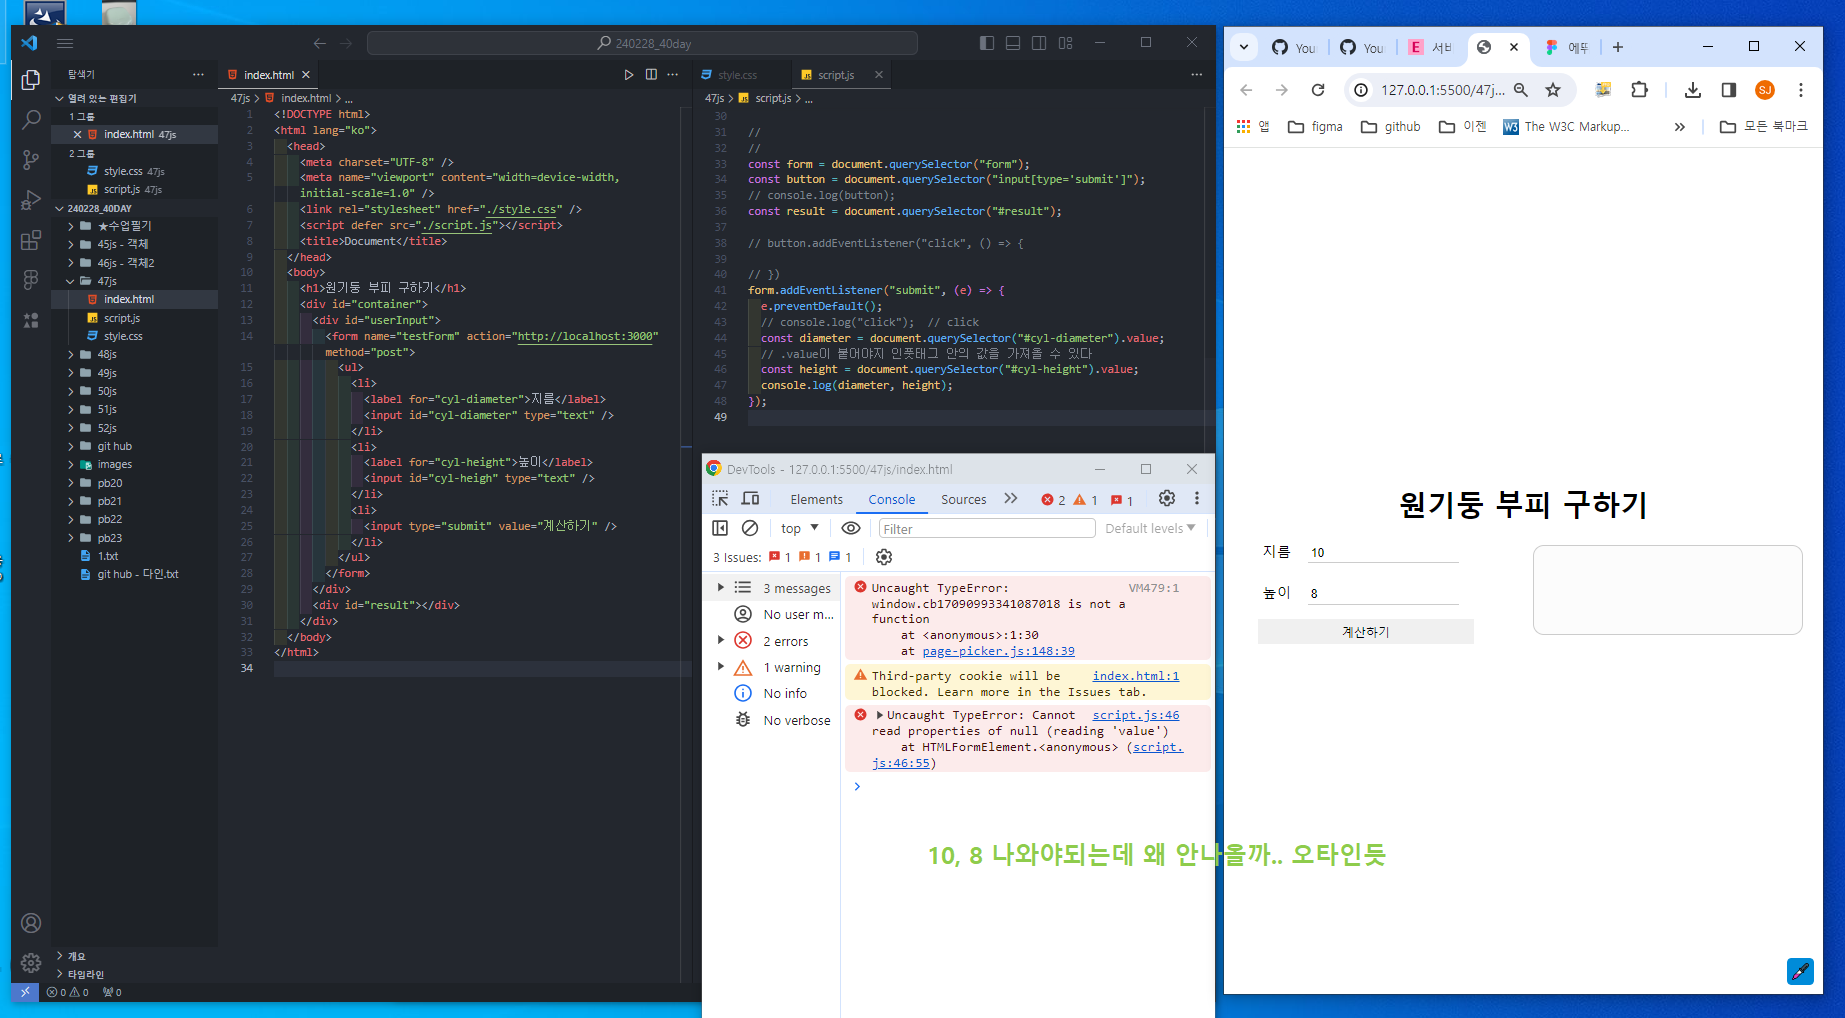 240228_40day
탐색기
열려 있는 편집기
1 그룹
index.html 47js
2 그룹
style.css 47js
script.js 47js
240228_40DAY
★수업필기
45js - 객체
46js - 객체2
47js
index.html
script.js
style.css
48js
49js
50js
51js
52js
git hub
images
pb20
pb21
pb22
pb23
1.txt
git hub - 다인.txt
개요
타임라인
0 0 0
index.html
47js > index.html > ...
1 <!DOCTYPE html>
2 <html lang="ko">
3 <head>
4 <meta charset="UTF-8" />
5 <meta name="viewport" content="width=device-width,
initial-scale=1.0" />
6 <link rel="stylesheet" href="./style.css" />
7 <script defer src="./script.js"></script>
8 <title>Document</title>
9 </head>
10 <body>
11 <h1>원기둥 부피 구하기</h1>
12 <div id="container">
13 <div id="userInput">
14 <form name="testForm" action="http://localhost:3000"
method="post">
15 <ul>
16 <li>
17 <label for="cyl-diameter">지름</label>
18 <input id="cyl-diameter" type="text" />
19 </li>
20 <li>
21 <label for="cyl-height">높이</label>
22 <input id="cyl-heigh" type="text" />
23 </li>
24 <li>
25 <input type="submit" value="계산하기" />
26 </li>
27 </ul>
28 </form>
29 </div>
30 <div id="result"></div>
31 </div>
32 </body>
33 </html>
34
style.css
script.js
47js > script.js > ...
30
31 //
32 //
33 const form = document.querySelector("form");
34 const button = document.querySelector("input[type='submit']");
35 // console.log(button);
36 const result = document.querySelector("#result");
37
38 // button.addEventListener("click", () => {
39
40 // })
41 form.addEventListener("submit", (e) => {
42 e.preventDefault();
43 // console.log("click"); // click
44 const diameter = document.querySelector("#cyl-diameter").value;
45 // .value이 붙어야지 인풋태그 안의 값을 가져올 수 있다
46 const height = document.querySelector("#cyl-height").value;
47 console.log(diameter, height);
48 });
49
DevTools - 127.0.0.1:5500/47js/index.html
Elements Console Sources 2 1 1
top Filter Default levels
3 Issues: 1 1 1
3 messages
No user m...
2 errors
1 warning
No info
No verbose
Uncaught TypeError: VM479:1
window.cb17090993341087018 is not a
function
at <anonymous>:1:30
at page-picker.js:148:39
Third-party cookie will be index.html:1
blocked. Learn more in the Issues tab.
Uncaught TypeError: Cannot script.js:46
read properties of null (reading 'value')
at HTMLFormElement.<anonymous> (script.
js:46:55)
10, 8 나와야되는데 왜 안나올까.. 오타인듯
You You E 서비 에뚜
127.0.0.1:5500/47j... SJ
앱 figma github 이젠 W3 The W3C Markup... 모든 북마크
원기둥 부피 구하기
지름 10
높이 8
계산하기